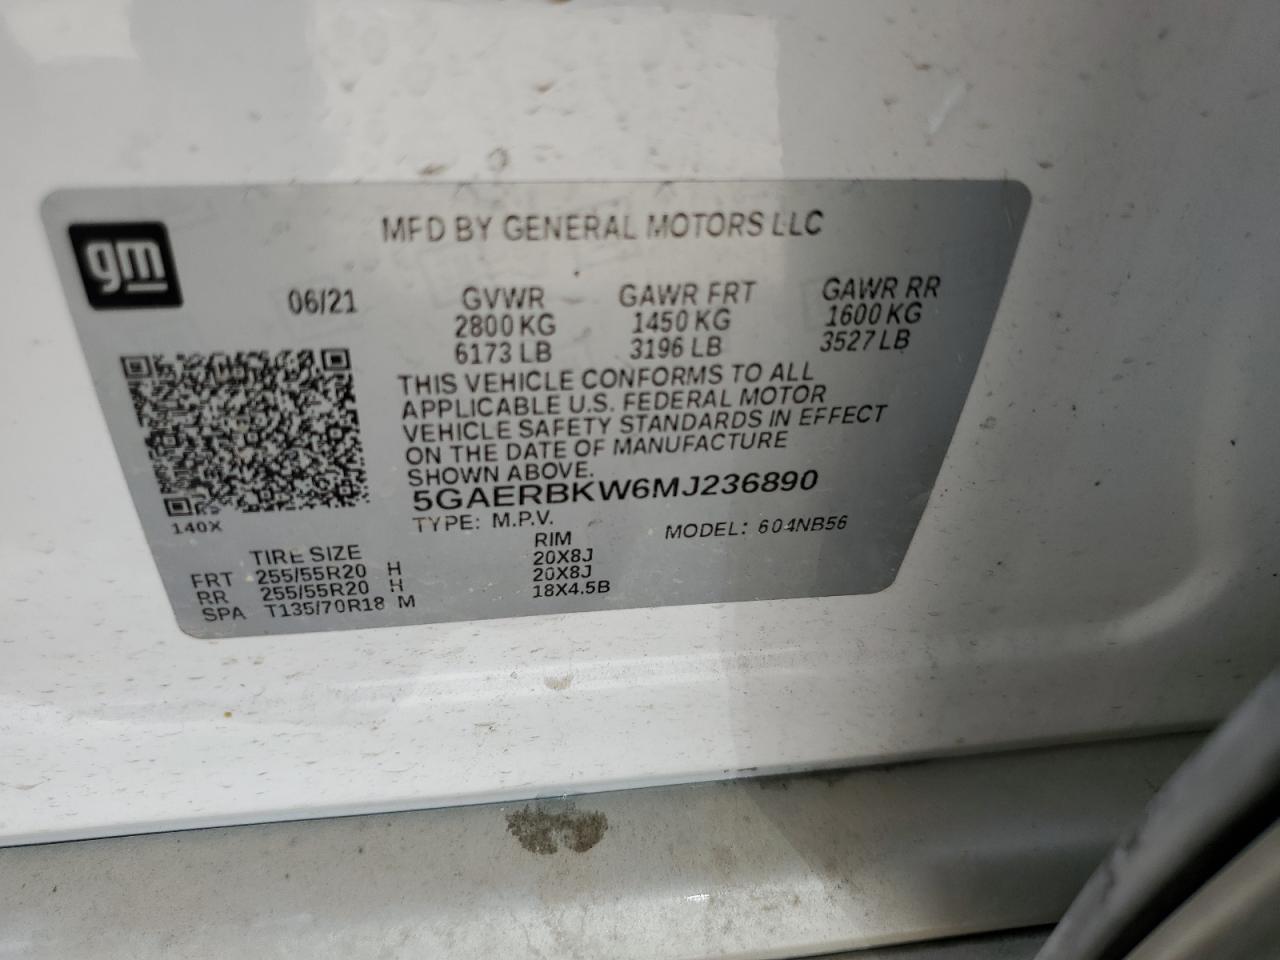 gm
MFD BY GENERAL MOTORS LLC
06/21 GVWR GAWR FRT GAWR RR
2800 KG 1450 KG 1600 KG
6173 LB 3196 LB 3527 LB
THIS VEHICLE CONFORMS TO ALL
APPLICABLE U.S. FEDERAL MOTOR
VEHICLE SAFETY STANDARDS IN EFFECT
ON THE DATE OF MANUFACTURE
SHOWN ABOVE.
5GAERBKW6MJ236890
140X TYPE: M.P.V. MODEL: 604NB56
TIRE SIZE RIM
FRT 255/55R20 H 20X8J
RR 255/55R20 H 20X8J
SPA T135/70R18 M 18X4.5B